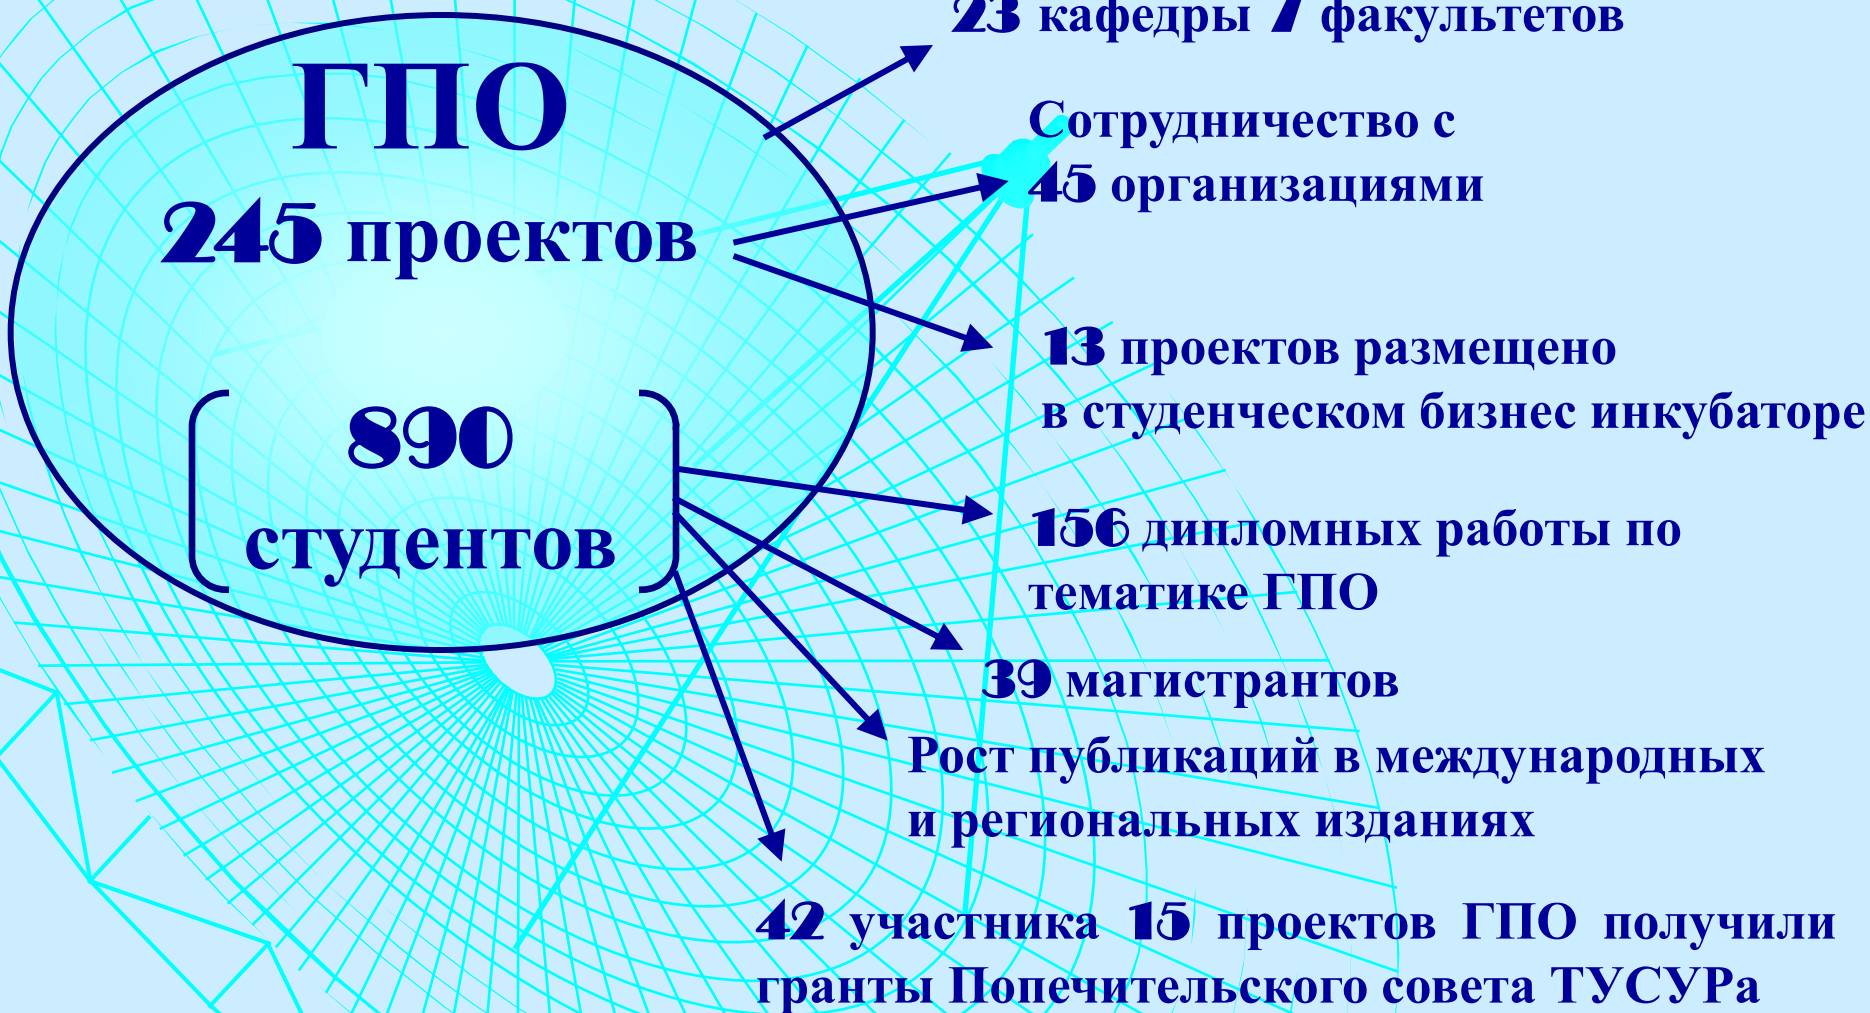 ГПО
245 проектов
890
студентов
23 кафедры 7 факультетов
Сотрудничество с
45 организациями
13 проектов размещено
в студенческом бизнес инкубаторе
156 дипломных работы по
тематике ГПО
39 магистрантов
Рост публикаций в международных
и региональных изданиях
42 участника 15 проектов ГПО получили
гранты Попечительского совета ТУСУРа